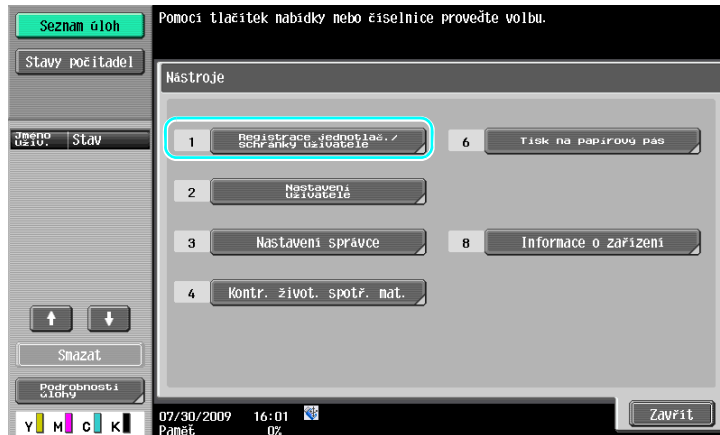 Seznam úloh
Stavy počitadel
Jméno
uživ.
Stav
Smazat
Podrobnosti
úlohy
Y M C K
Pomocí tlačítek nabídky nebo číselnice proveďte volbu.
Nástroje
1 Registrace jednotlač./
schránky uživatele
2 Nastavení
uživatele
3 Nastavení správce
4 Kontr. život. spotř. mat.
6 Tisk na papírový pás
8 Informace o zařízení
07/30/2009 16:01
Paměť 0%
Zavřít